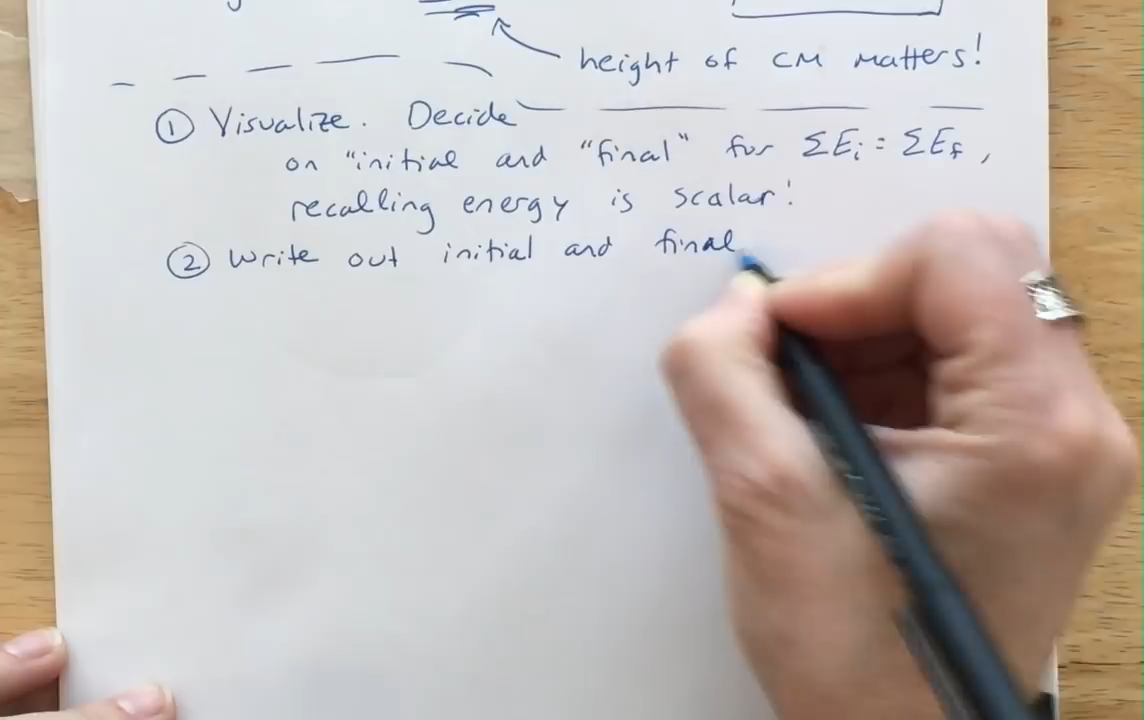 height of CM matters!
① Visualize. Decide
on "initial and "final" for ΣEi = ΣEf,
recalling energy is scalar!
② Write out initial and final